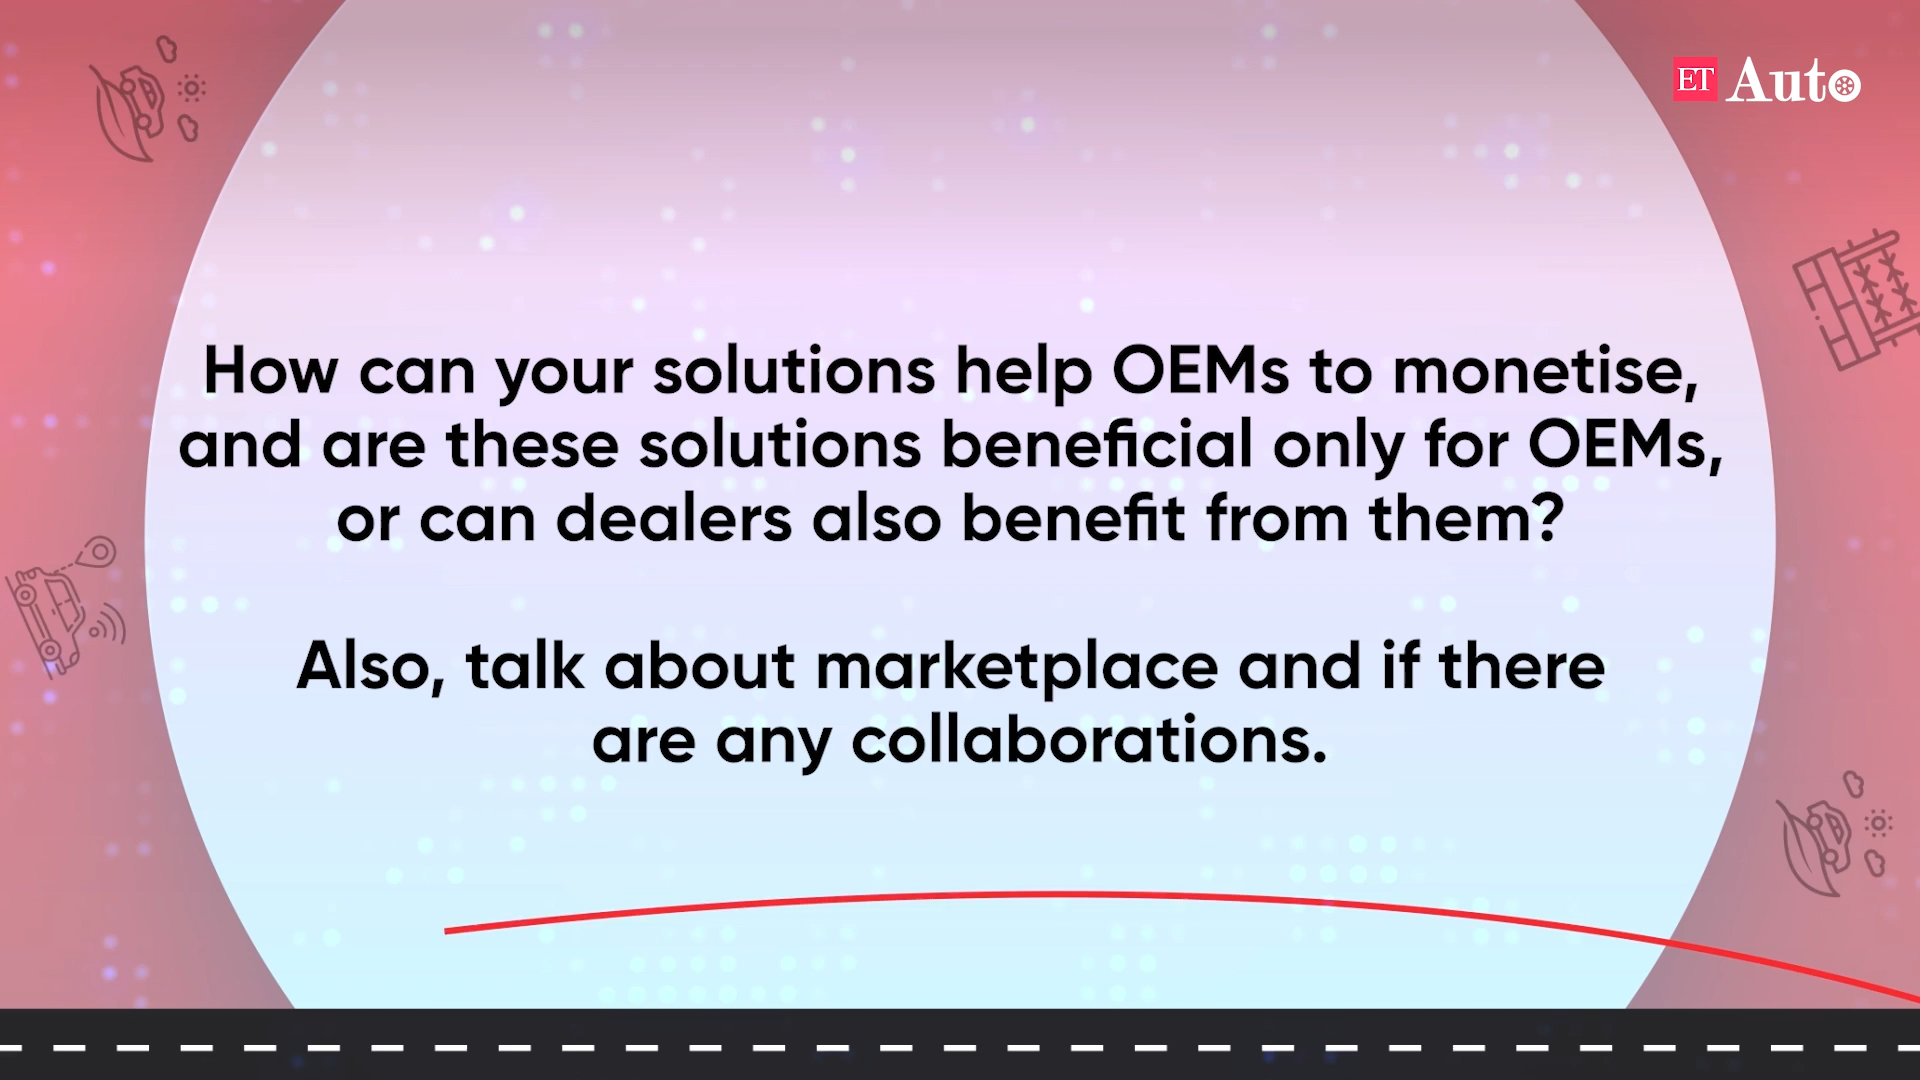 ET Auto
How can your solutions help OEMs to monetise,
and are these solutions beneficial only for OEMs,
or can dealers also benefit from them?
Also, talk about marketplace and if there
are any collaborations.